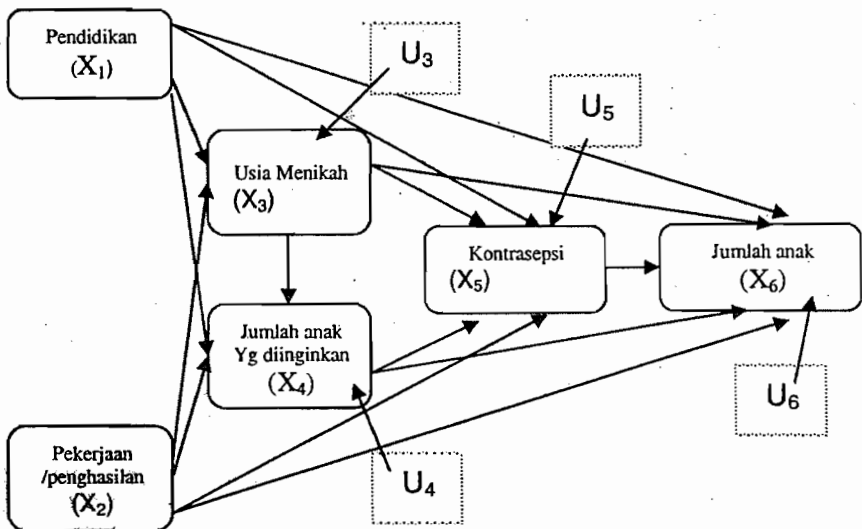 Pendidikan
(X₁)
U₃
U₅
Usia Menikah
(X₃)
Kontrasepsi
(X₅)
Jumlah anak
(X₆)
Jumlah anak
Yg diinginkan
(X₄)
U₆
Pekerjaan
/penghasilan
(X₂)
U₄